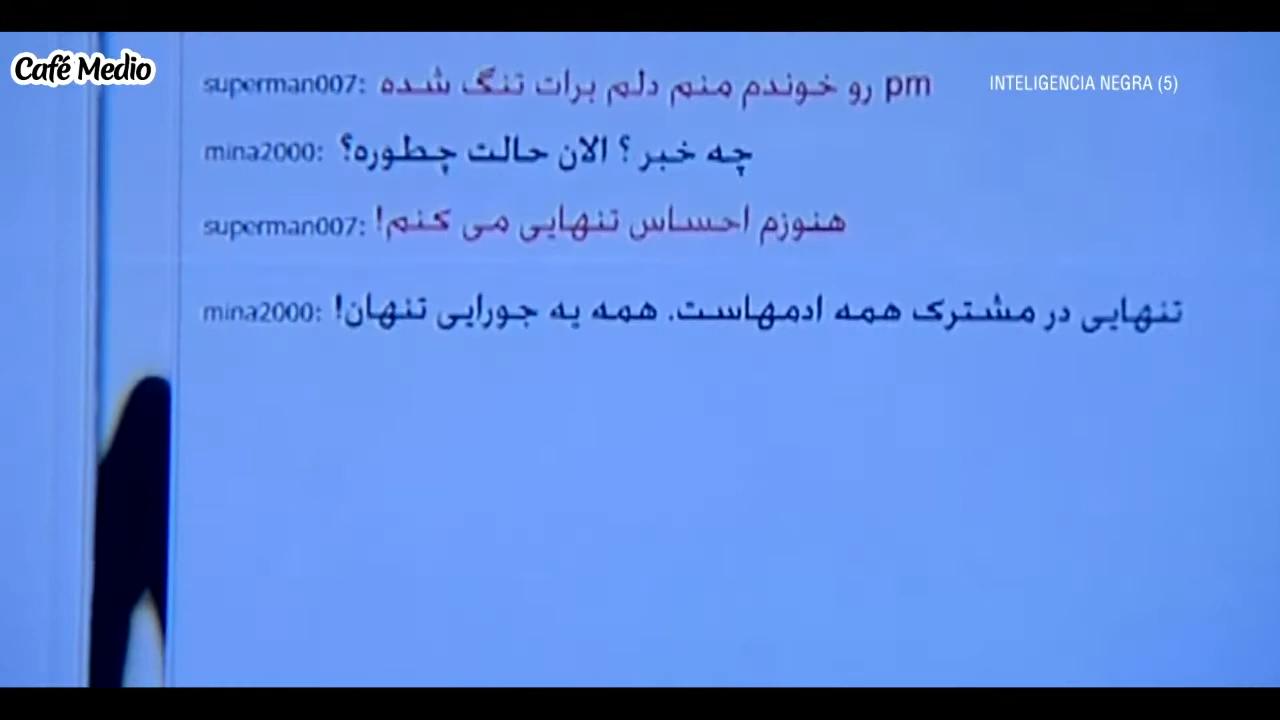 Café Medio
INTELIGENCIA NEGRA (5)
superman007: pm رو خوندم منم دلم برات تنگ شده
mina2000: چه خبر ؟ الان حالت چطوره؟
superman007: هنوزم احساس تنهایی می کنم!
mina2000: تنهایی در مشترک همه ادمهاست. همه یه جورایی تنهان!